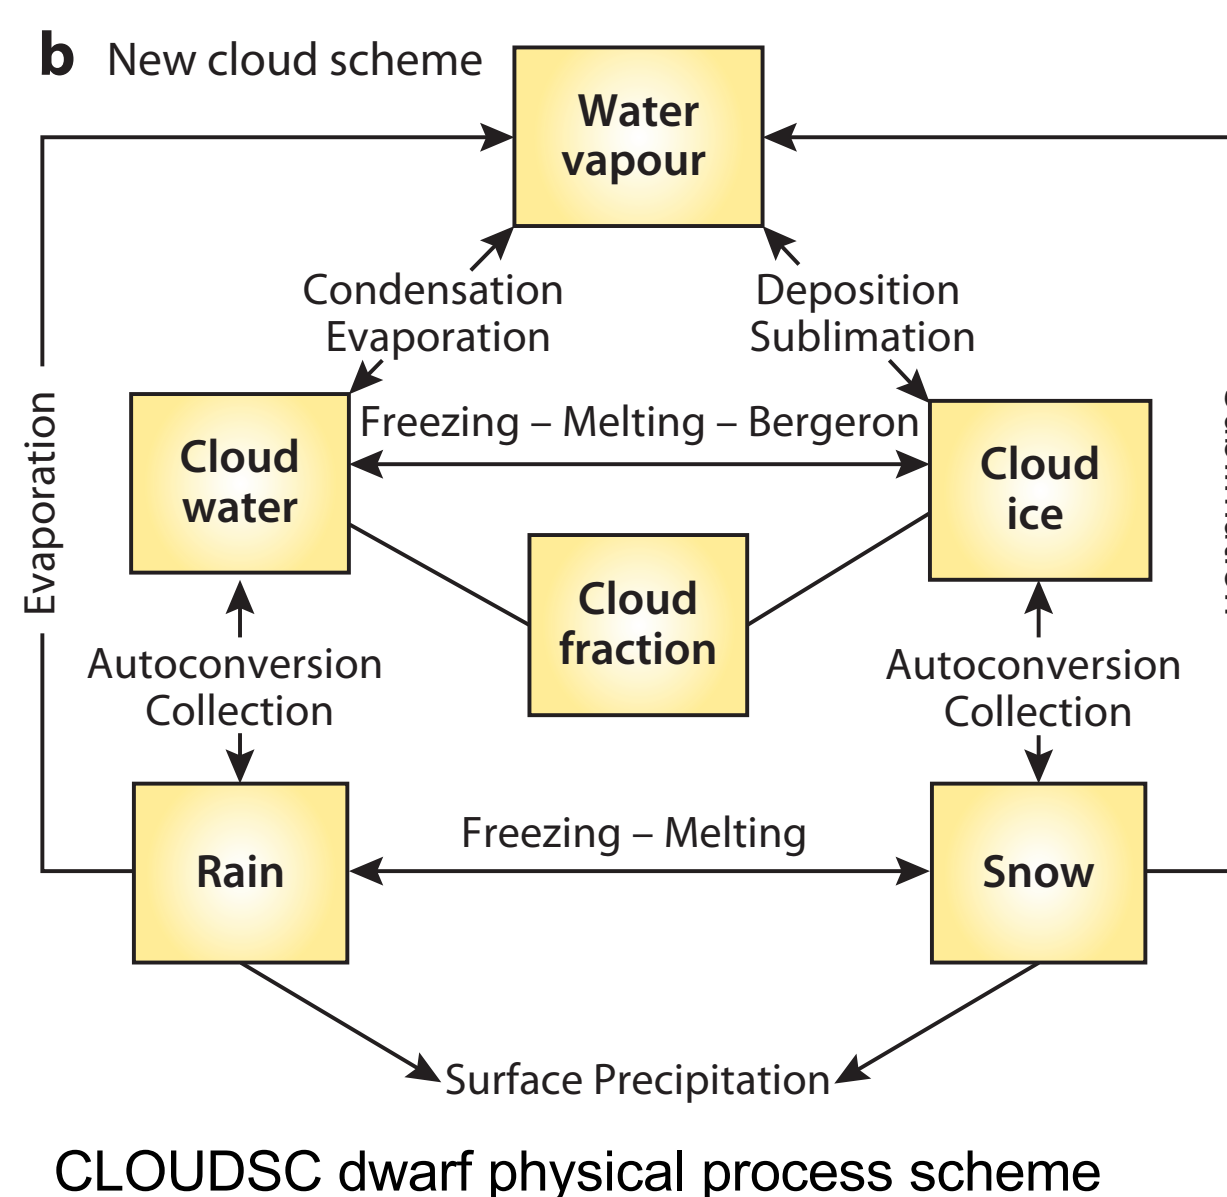 b New cloud scheme
Water
vapour
Condensation
Evaporation
Deposition
Sublimation
Freezing – Melting – Bergeron
Cloud
water
Cloud
ice
Cloud
fraction
Evaporation
Autoconversion
Collection
Autoconversion
Collection
Freezing – Melting
Rain
Snow
Surface Precipitation
CLOUDSC dwarf physical process scheme